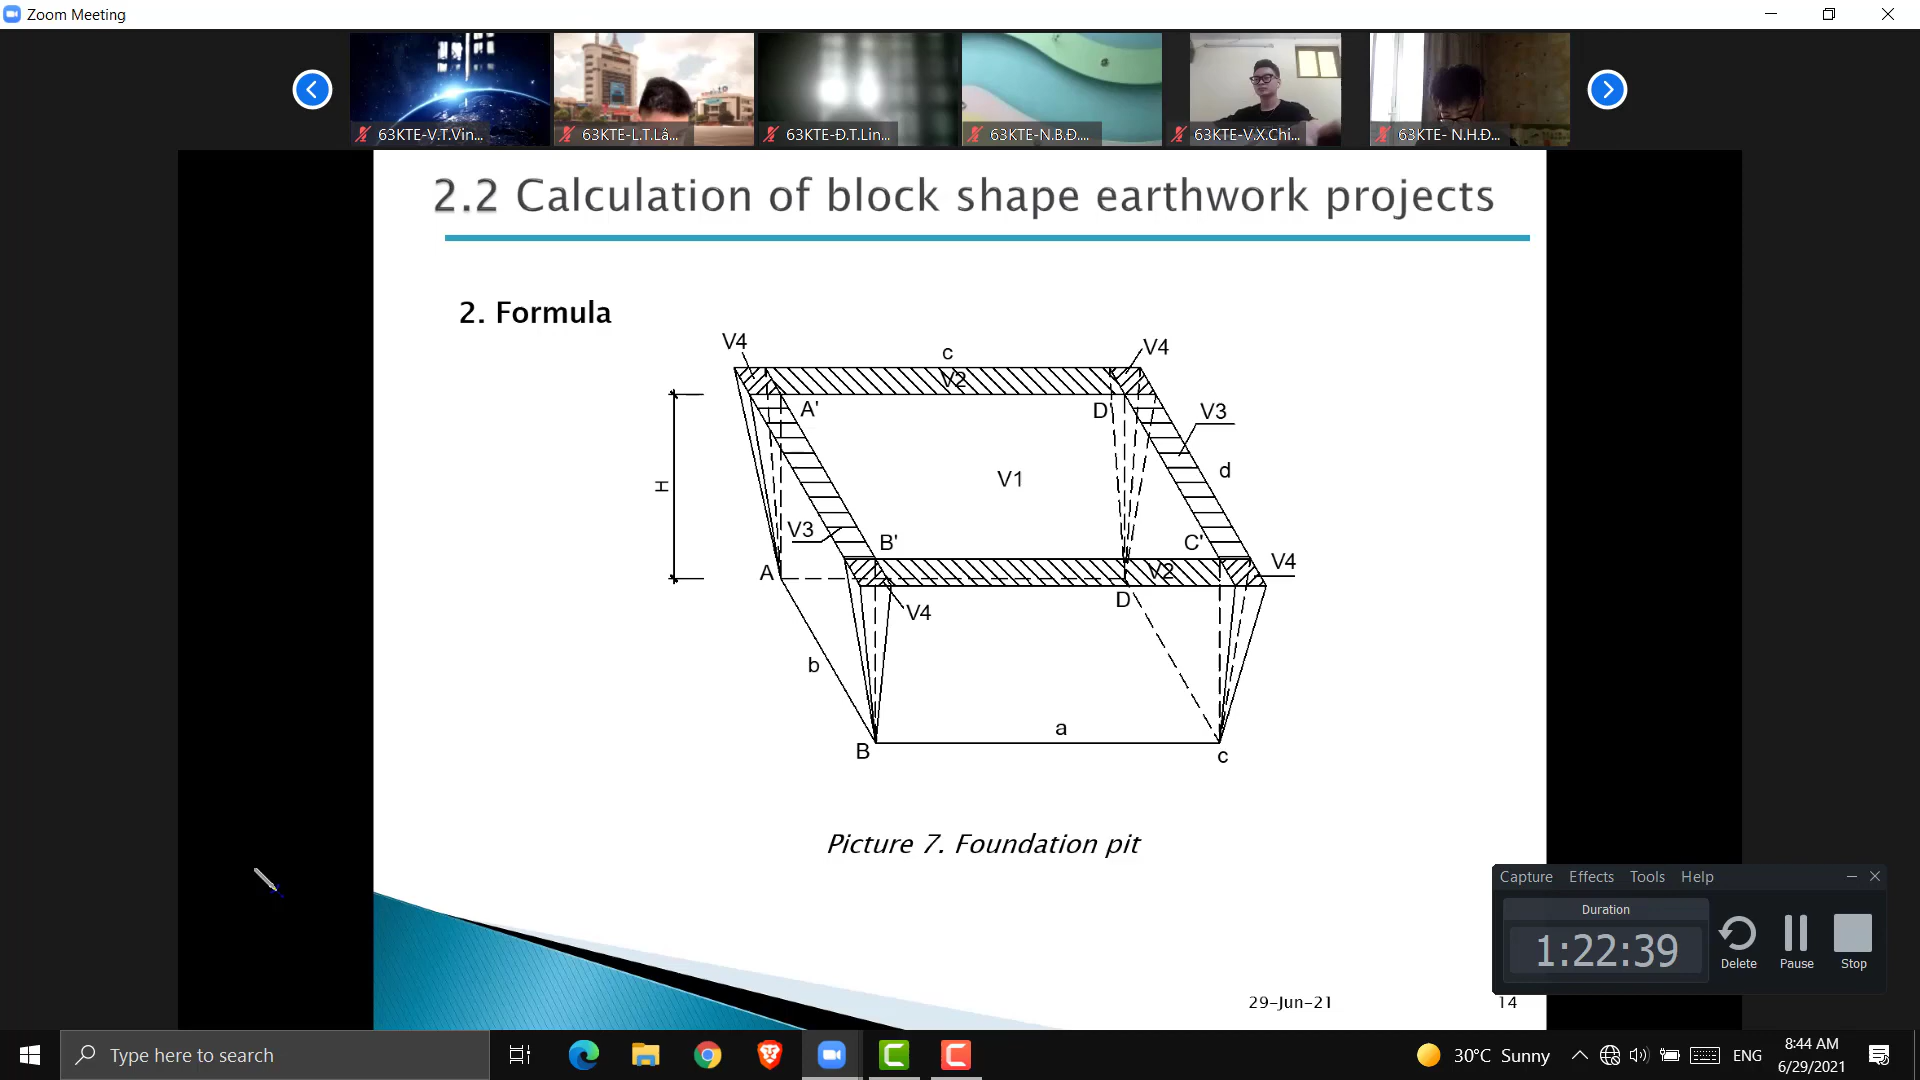 Zoom Meeting
63KTE-V.T.Vin...
63KTE-L.T.Lâ...
63KTE-Đ.T.Lin...
63KTE-N.B.Đ....
63KTE-V.X.Chi...
63KTE- N.H.Đ...
2.2 Calculation of block shape earthwork projects
2. Formula
V4
c
V4
V2
A'
D'
V3
V1
d
H
V3
B'
C'
V4
A
V2
D
V4
b
a
B
c
Picture 7. Foundation pit
29-Jun-21
14
Capture Effects Tools Help
Duration
1:22:39
Delete
Pause
Stop
Type here to search
30°C Sunny
ENG
8:44 AM
6/29/2021